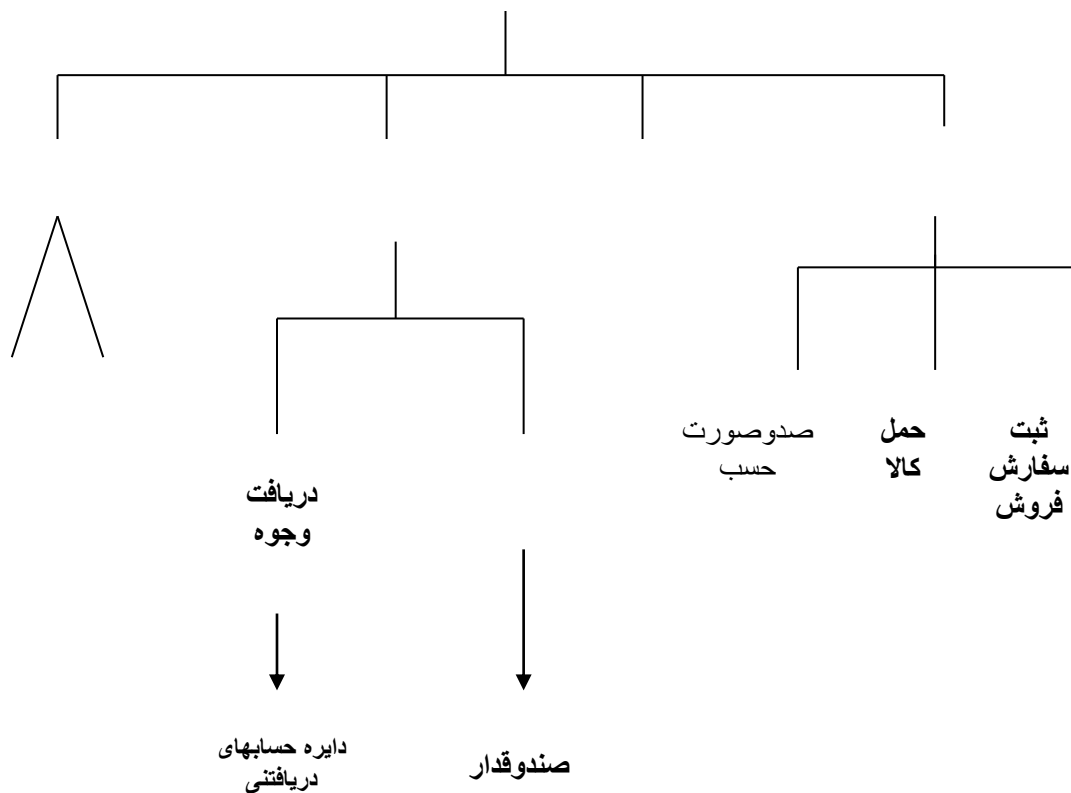 ثبت
سفارش
فروش
حمل
کالا
صدوصورت
حسب
دریافت
وجوه
صندوقدار
دایره حسابهای
دریافتنی